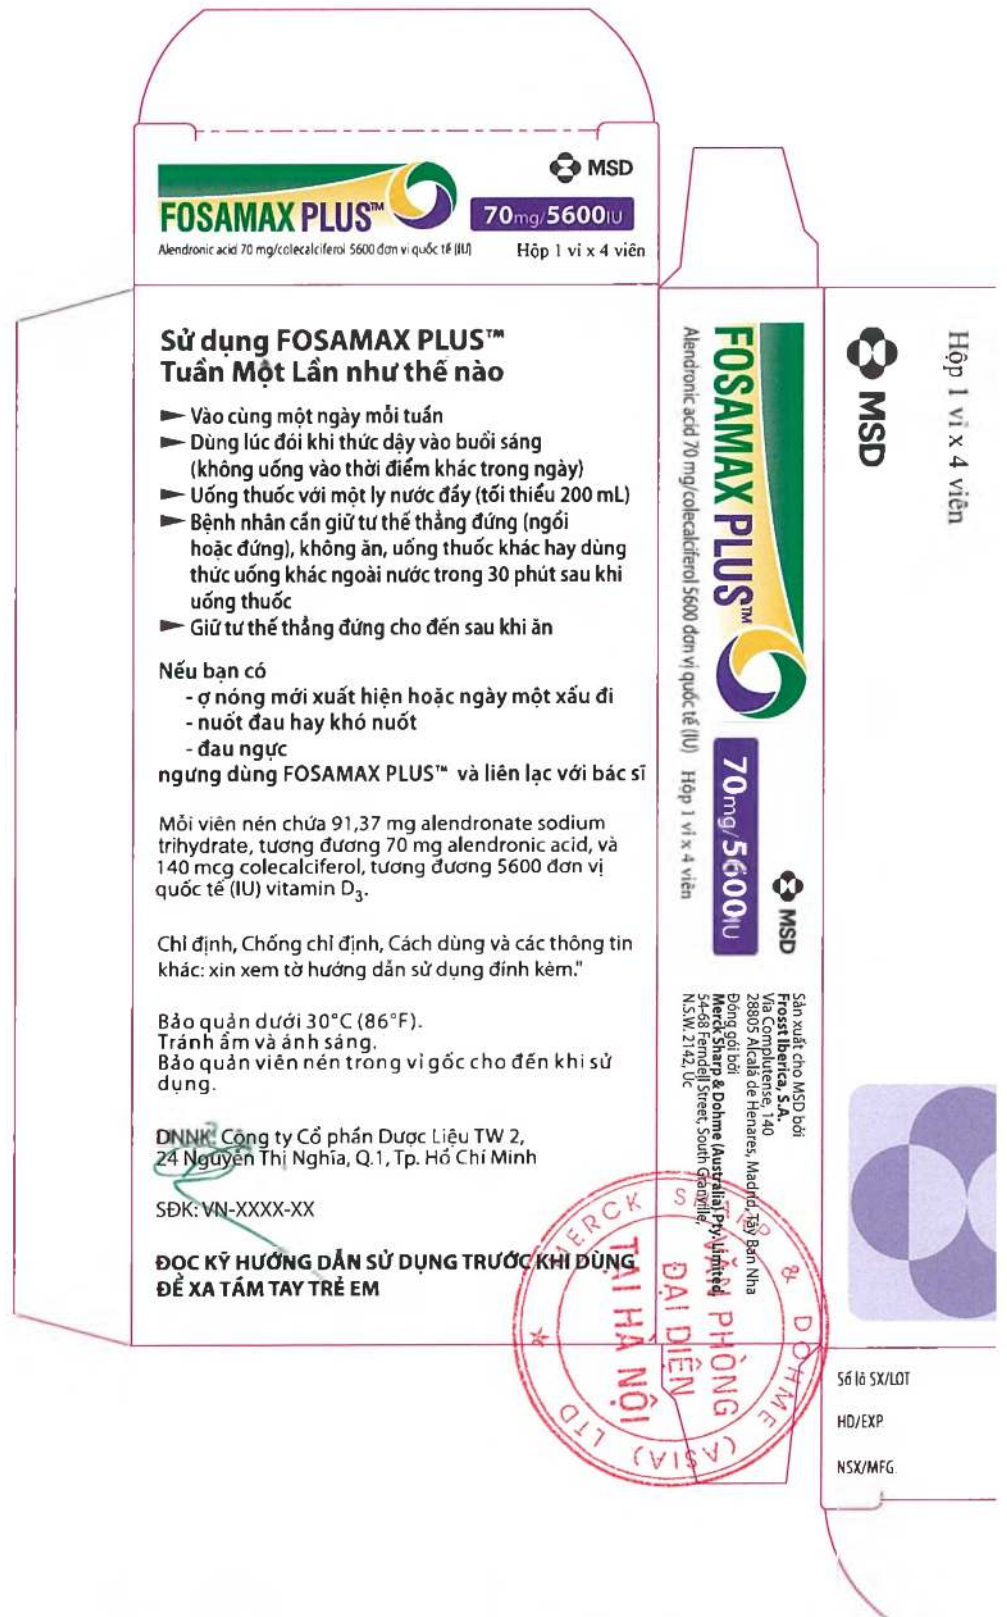 FOSAMAX PLUS™
MSD
70mg/5600IU
Alendronic acid 70 mg/colecalciferol 5600 đơn vị quốc tế (IU)
Hộp 1 vỉ x 4 viên
Sử dụng FOSAMAX PLUS™
Tuần Một Lần như thế nào
► Vào cùng một ngày mỗi tuần
► Dùng lúc đói khi thức dậy vào buổi sáng
(không uống vào thời điểm khác trong ngày)
► Uống thuốc với một ly nước đầy (tối thiểu 200 mL)
► Bệnh nhân cần giữ tư thế thẳng đứng (ngồi
hoặc đứng), không ăn, uống thuốc khác hay dùng
thức uống khác ngoài nước trong 30 phút sau khi
uống thuốc
► Giữ tư thế thẳng đứng cho đến sau khi ăn
Nếu bạn có
- ợ nóng mới xuất hiện hoặc ngày một xấu đi
- nuốt đau hay khó nuốt
- đau ngực
ngưng dùng FOSAMAX PLUS™ và liên lạc với bác sĩ
Mỗi viên nén chứa 91,37 mg alendronate sodium
trihydrate, tương đương 70 mg alendronic acid, và
140 mcg colecalciferol, tương đương 5600 đơn vị
quốc tế (IU) vitamin D₃.
Chỉ định, Chống chỉ định, Cách dùng và các thông tin
khác: xin xem tờ hướng dẫn sử dụng đính kèm."
Bảo quản dưới 30°C (86°F).
Tránh ẩm và ánh sáng.
Bảo quản viên nén trong vỉ gốc cho đến khi sử
dụng.
DNNK: Công ty Cổ phần Dược Liệu TW 2,
24 Nguyễn Thị Nghĩa, Q.1, Tp. Hồ Chí Minh
SĐK: VN-XXXX-XX
ĐỌC KỸ HƯỚNG DẪN SỬ DỤNG TRƯỚC KHI DÙNG
ĐỂ XA TẦM TAY TRẺ EM
FOSAMAX PLUS™
70mg/5600IU
Alendronic acid 70 mg/colecalciferol 5600 đơn vị quốc tế (IU) Hộp 1 vỉ x 4 viên
MSD
Sản xuất cho MSD bởi
Frosst Iberica, S.A.
Via Complutense, 140
28805 Alcalá de Henares, Madrid, Tây Ban Nha
Đóng gói bởi
Merck Sharp & Dohme (Australia) Pty. Limited
54-68 Ferndell Street, South Granville,
N.S.W. 2142, Úc
MERCK SHARP & DOHME (ASIA) LTD
VĂN PHÒNG
ĐẠI DIỆN
TẠI HÀ NỘI
MSD
Hộp 1 vỉ x 4 viên
Số lô SX/LOT
HD/EXP
NSX/MFG.